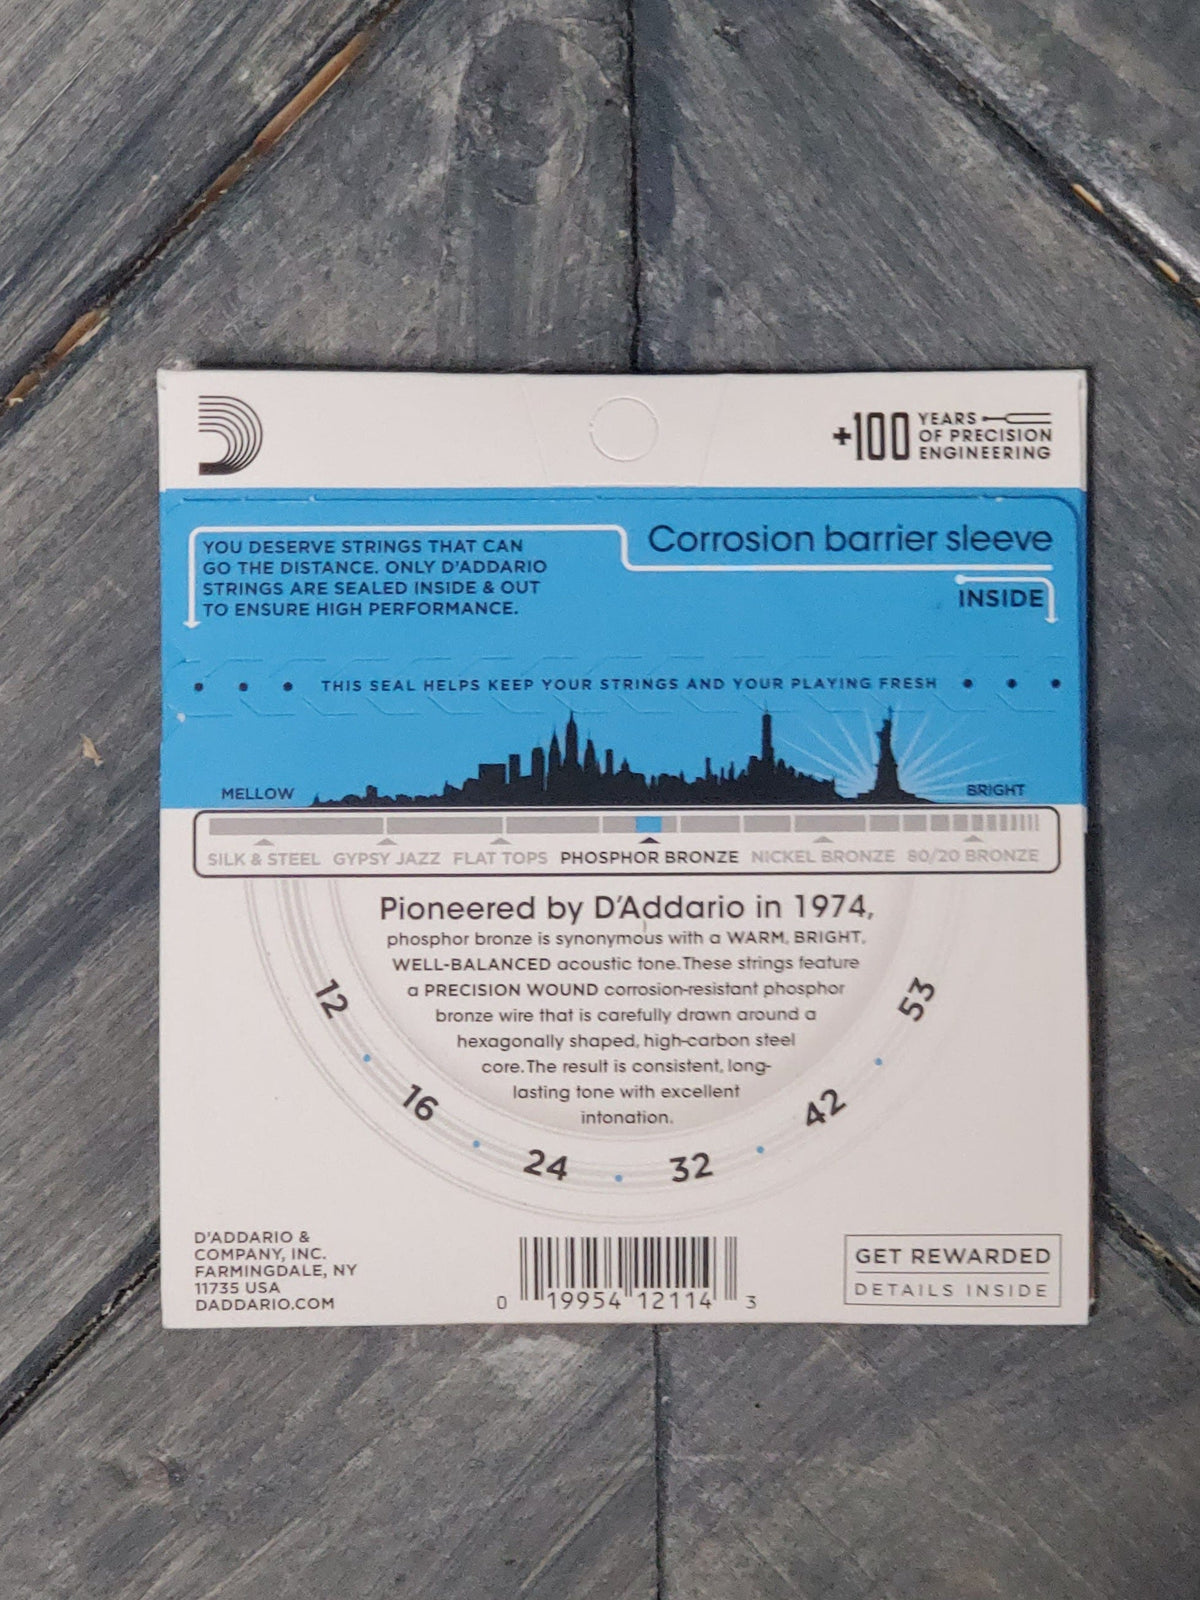 +100 YEARS
OF PRECISION
ENGINEERING
YOU DESERVE STRINGS THAT CAN
GO THE DISTANCE. ONLY D'ADDARIO
STRINGS ARE SEALED INSIDE & OUT
TO ENSURE HIGH PERFORMANCE.
Corrosion barrier sleeve
INSIDE
THIS SEAL HELPS KEEP YOUR STRINGS AND YOUR PLAYING FRESH
MELLOW
BRIGHT
SILK & STEEL GYPSY JAZZ FLAT TOPS PHOSPHOR BRONZE NICKEL BRONZE 80/20 BRONZE
Pioneered by D'Addario in 1974,
phosphor bronze is synonymous with a WARM, BRIGHT,
WELL-BALANCED acoustic tone. These strings feature
a PRECISION WOUND corrosion-resistant phosphor
bronze wire that is carefully drawn around a
hexagonally shaped, high-carbon steel
core. The result is consistent, long-
lasting tone with excellent
intonation.
12
16
24
32
42
53
D'ADDARIO &
COMPANY, INC.
FARMINGDALE, NY
11735 USA
DADDARIO.COM
0 19954 12114 3
GET REWARDED
DETAILS INSIDE